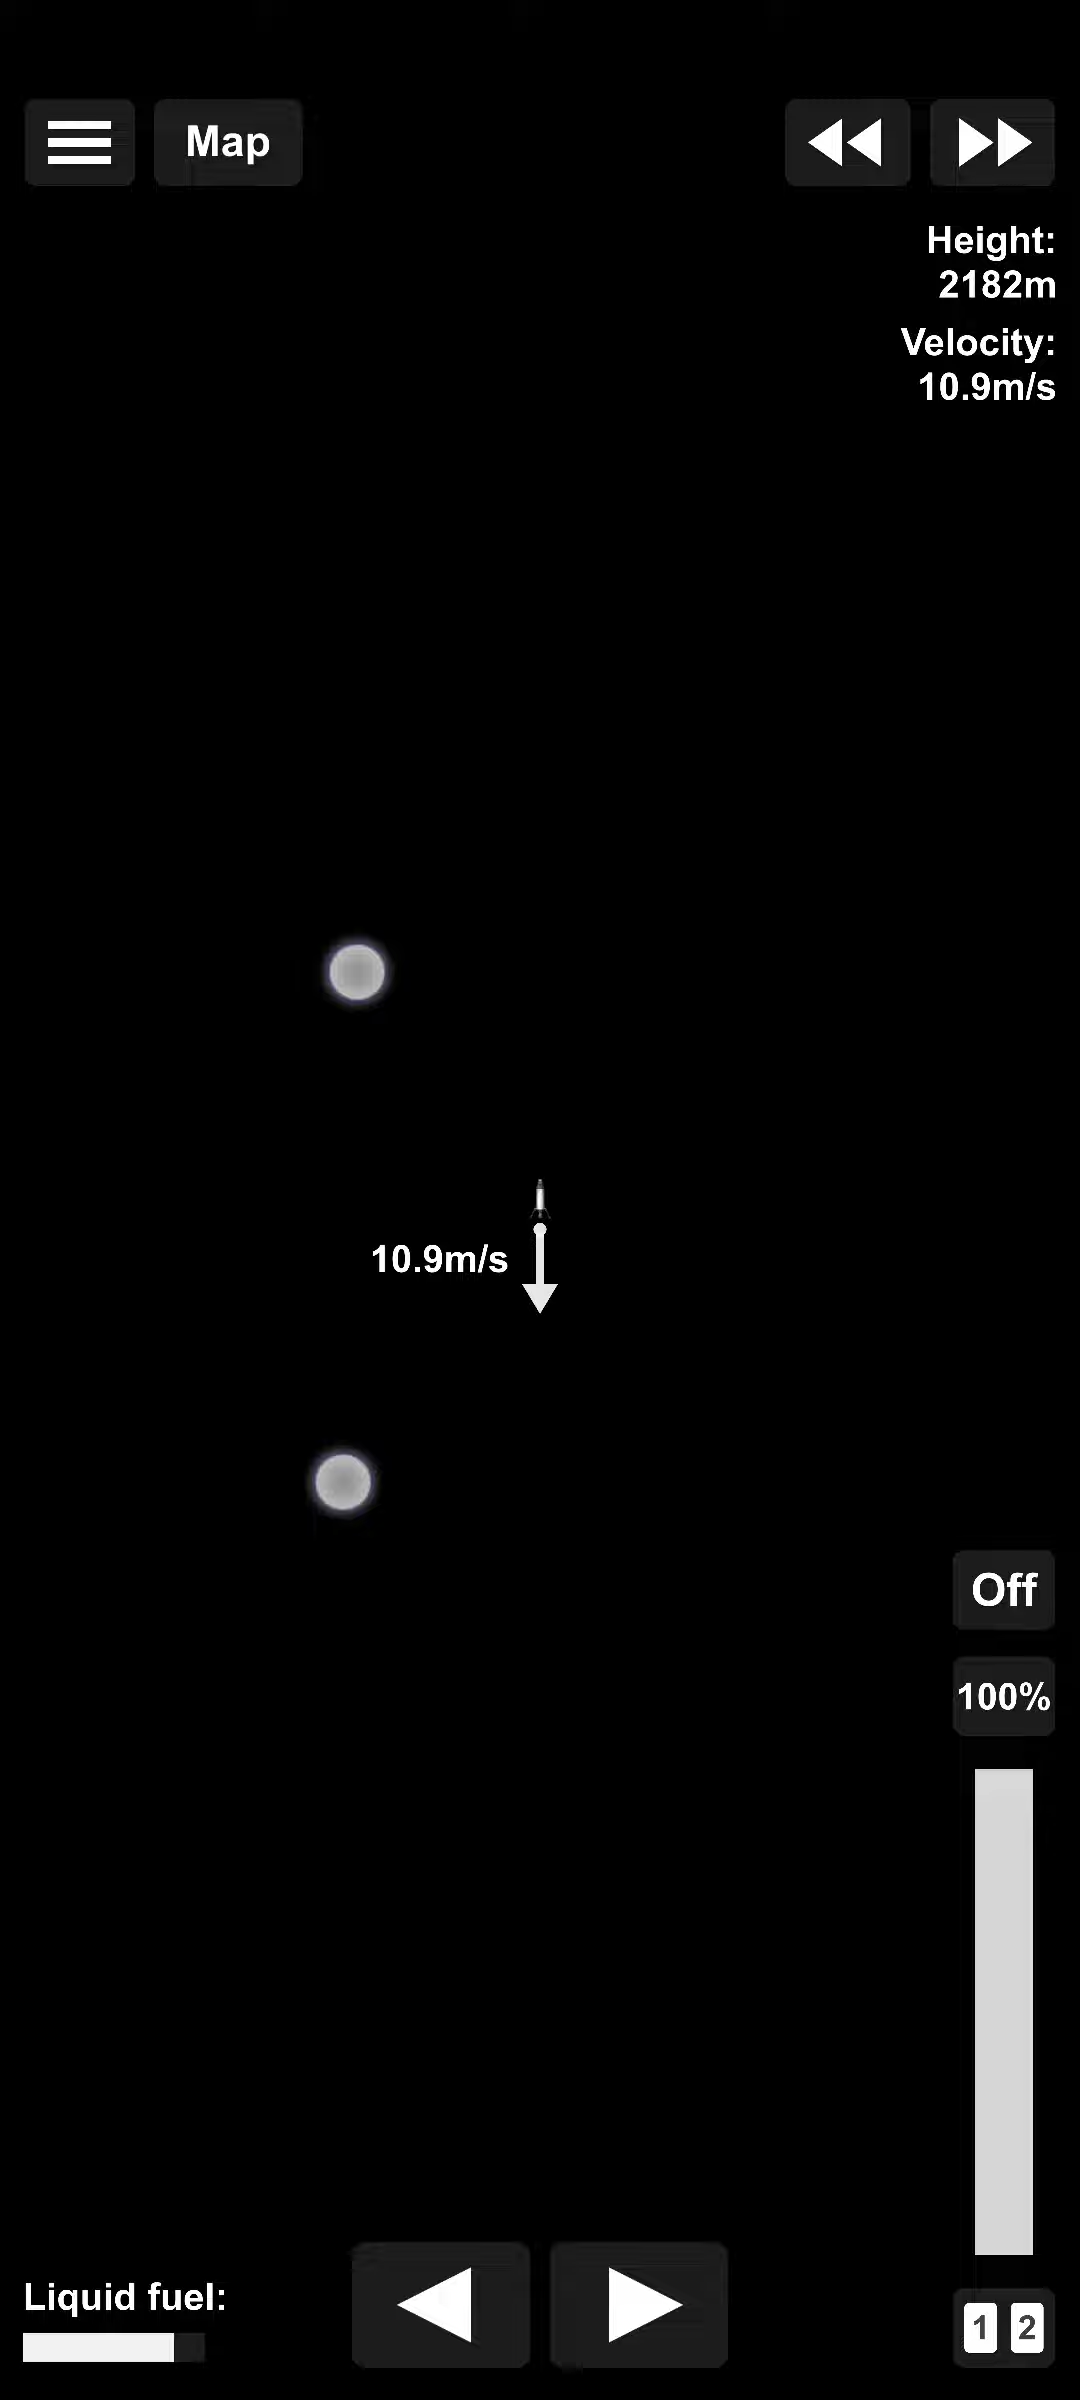 Map
Height:
2182m
Velocity:
10.9m/s
10.9m/s
Off
100%
Liquid fuel:
1 2